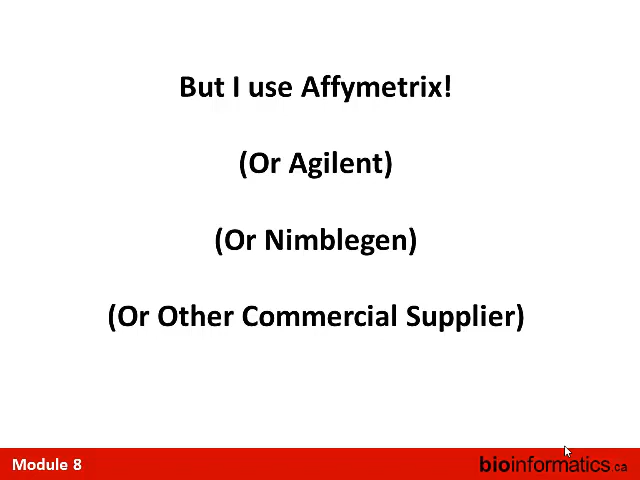 But I use Affymetrix!
(Or Agilent)
(Or Nimblegen)
(Or Other Commercial Supplier)
Module 8
bioinformatics.ca